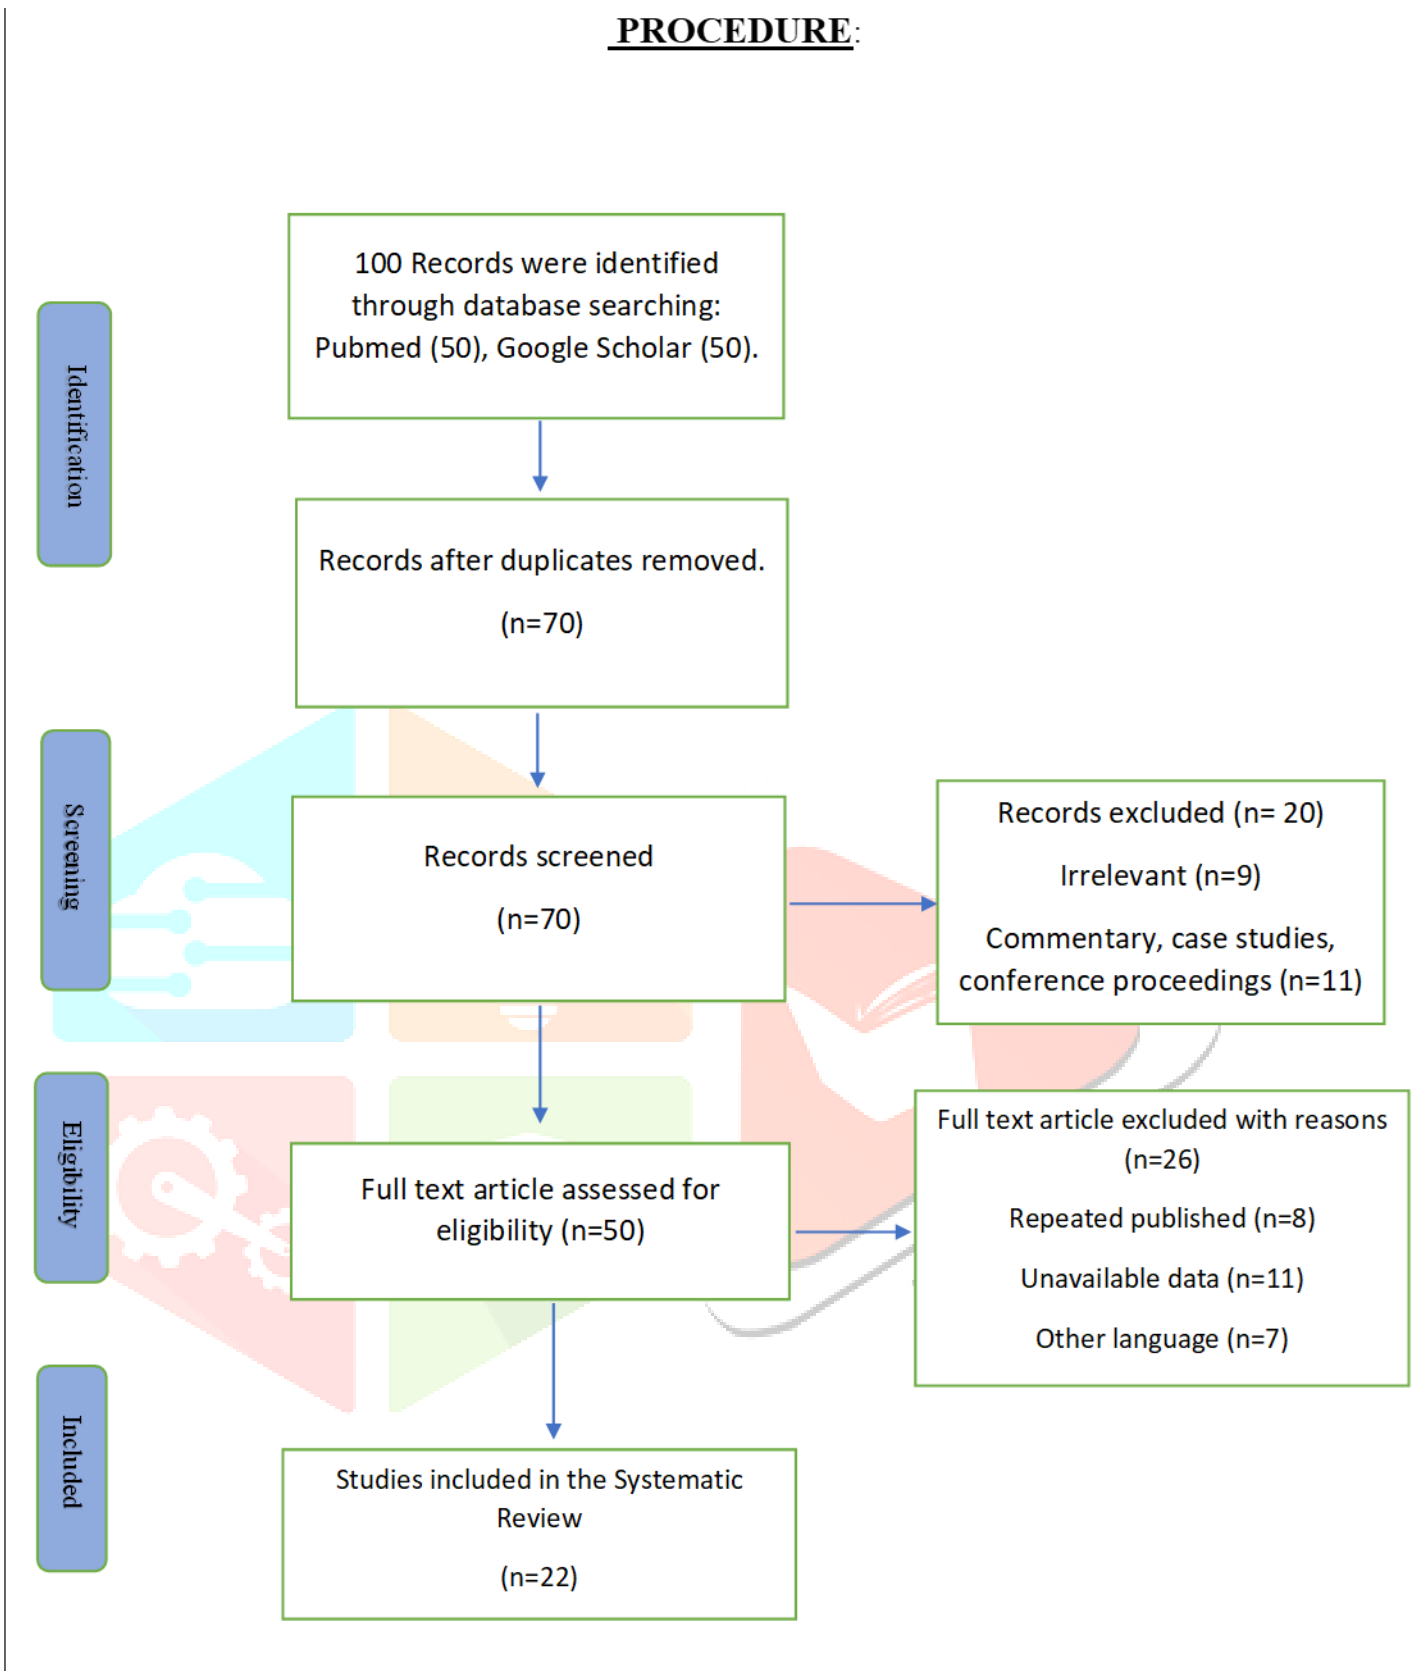 PROCEDURE:
100 Records were identified
through database searching:
Pubmed (50), Google Scholar (50).
Identification
Records after duplicates removed.
(n=70)
Screening
Records screened
(n=70)
Records excluded (n= 20)
Irrelevant (n=9)
Commentary, case studies,
conference proceedings (n=11)
Eligibility
Full text article assessed for
eligibility (n=50)
Full text article excluded with reasons
(n=26)
Repeated published (n=8)
Unavailable data (n=11)
Other language (n=7)
Included
Studies included in the Systematic
Review
(n=22)